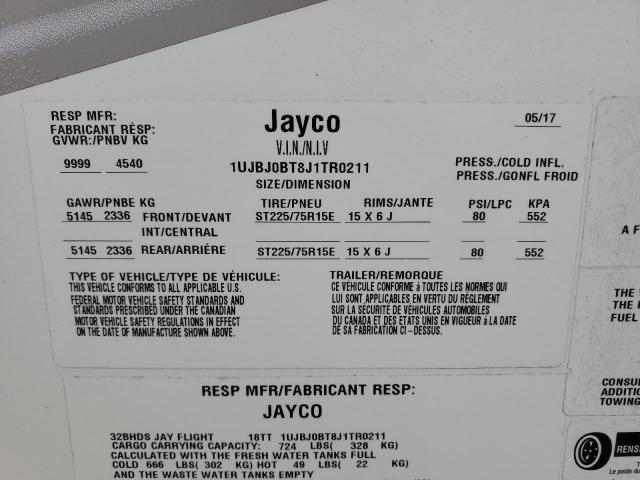 RESP MFR:
FABRICANT RÉSP:
GVWR:/PNBV KG
Jayco
05/17
V.I.N./N.I.V
9999 4540
1UJBJ0BT8J1TR0211
SIZE/DIMENSION
PRESS./COLD INFL.
PRESS./GONFL FROID
GAWR/PNBE KG TIRE/PNEU RIMS/JANTE PSI/LPC KPA
5145 2336 FRONT/DEVANT ST225/75R15E 15 X 6 J 80 552
INT/CENTRAL
5145 2336 REAR/ARRIÉRE ST225/75R15E 15 X 6 J 80 552
TYPE OF VEHICLE/TYPE DE VÉHICULE: TRAILER/REMORQUE
THIS VEHICLE CONFORMS TO ALL APPLICABLE U.S.
FEDERAL MOTOR VEHICLE SAFETY STANDARDS AND
STANDARDS PRESCRIBED UNDER THE CANADIAN
MOTOR VEHICLE SAFETY REGULATIONS IN EFFECT
ON THE DATE OF MANUFACTURE SHOWN ABOVE.
CE VÉHICULE CONFORME à TOUTES LES NORMES QUI
LUI SONT APPLICABLES EN VERTU DU RÈGLEMENT
SUR LA SÉCURITÉ DE VÉHICULES AUTOMOBILES
DU CANADA ET DES ETATS UNIS EN VIGUEUR à LA DATE
DE SA FABRICATION CI-DESSUS.
RESP MFR/FABRICANT RESP:
JAYCO
32BHDS JAY FLIGHT 18TT 1UJBJ0BT8J1TR0211
CARGO CARRYING CAPACITY: 724 LBS( 328 KG)
CALCULATED WITH THE FRESH WATER TANKS FULL
COLD 666 LBS( 302 KG) HOT 49 LBS( 22 KG)
AND THE WASTE WATER TANKS EMPTY
A F
THE
THE
FUEL
CONSU
ADDITIO
TOWING
RENS
Le poids du